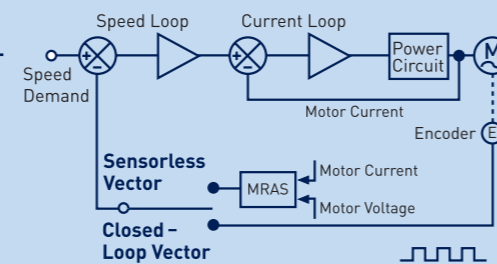 Speed Loop
Current Loop
Speed
Demand
Power
Circuit
M
Motor Current
Encoder
E
Sensorless
Vector
MRAS
Motor Current
Motor Voltage
Closed –
Loop Vector